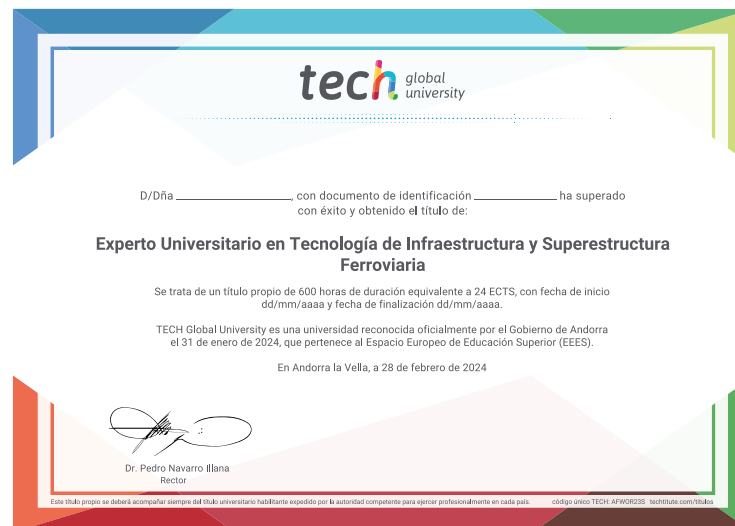 tech global university
D/Dña ____________, con documento de identificación ____________ ha superado
con éxito y obtenido el título de:
Experto Universitario en Tecnología de Infraestructura y Superestructura
Ferroviaria
Se trata de un título propio de 600 horas de duración equivalente a 24 ECTS, con fecha de inicio
dd/mm/aaaa y fecha de finalización dd/mm/aaaa.
TECH Global University es una universidad reconocida oficialmente por el Gobierno de Andorra
el 31 de enero de 2024, que pertenece al Espacio Europeo de Educación Superior (EEES).
En Andorra la Vella, a 28 de febrero de 2024
Dr. Pedro Navarro Illana
Rector
Este título propio se deberá acompañar siempre del título universitario habilitante expedido por la autoridad competente para ejercer profesionalmente en cada país. código único TECH: AFWOR23S techtitute.com/titulos